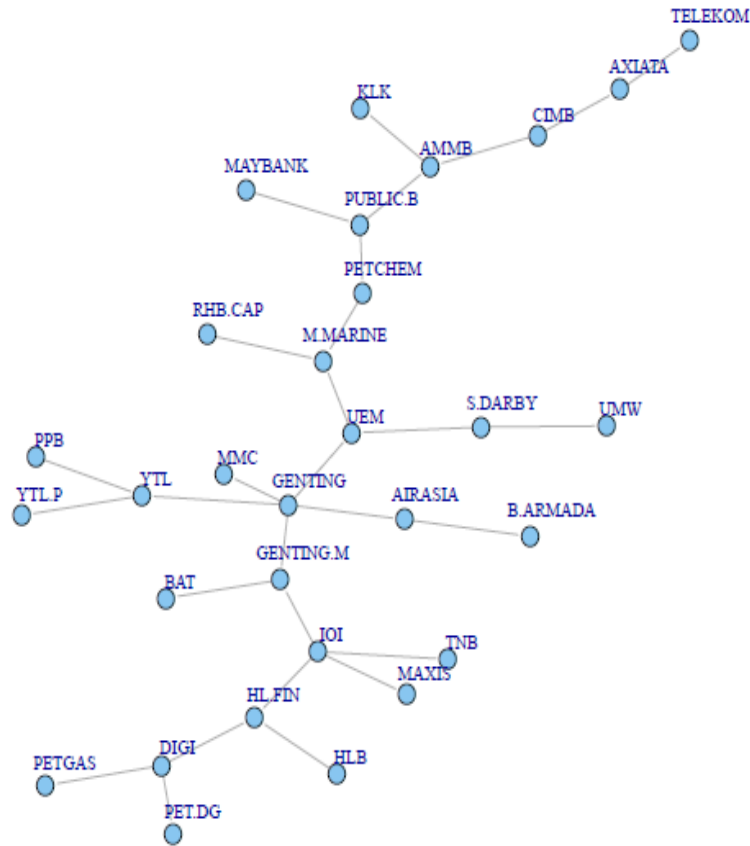 TELEKOM
AXIATA
KLK
CIMB
AMMB
MAYBANK
PUBLIC.B
PETCHEM
RHB.CAP
M.MARINE
S.DARBY
UMW
UEM
PPB
MMC
YTL
GENTING
YTL.P
AIRASIA
B.ARMADA
GENTING.M
BAT
IOI
TNB
MAXIS
HL.FIN
DIGI
HLB
PETGAS
PET.DG